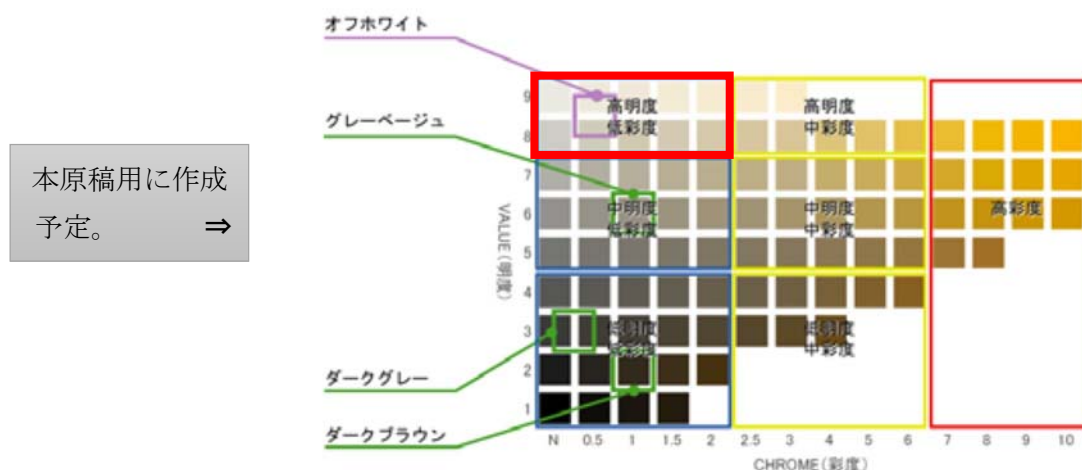 オフホワイト
グレーベージュ
本原稿用に作成
予定。 ⇒
ダークグレー
ダークブラウン
VALUE(明度)
9
8
7
6
5
4
3
2
1
高明度
低彩度
高明度
中彩度
中明度
低彩度
中明度
中彩度
高彩度
低明度
低彩度
低明度
中彩度
N 0.5 1 1.5 2 2.5 3 4 5 6 7 8 9 10
CHROME(彩度)